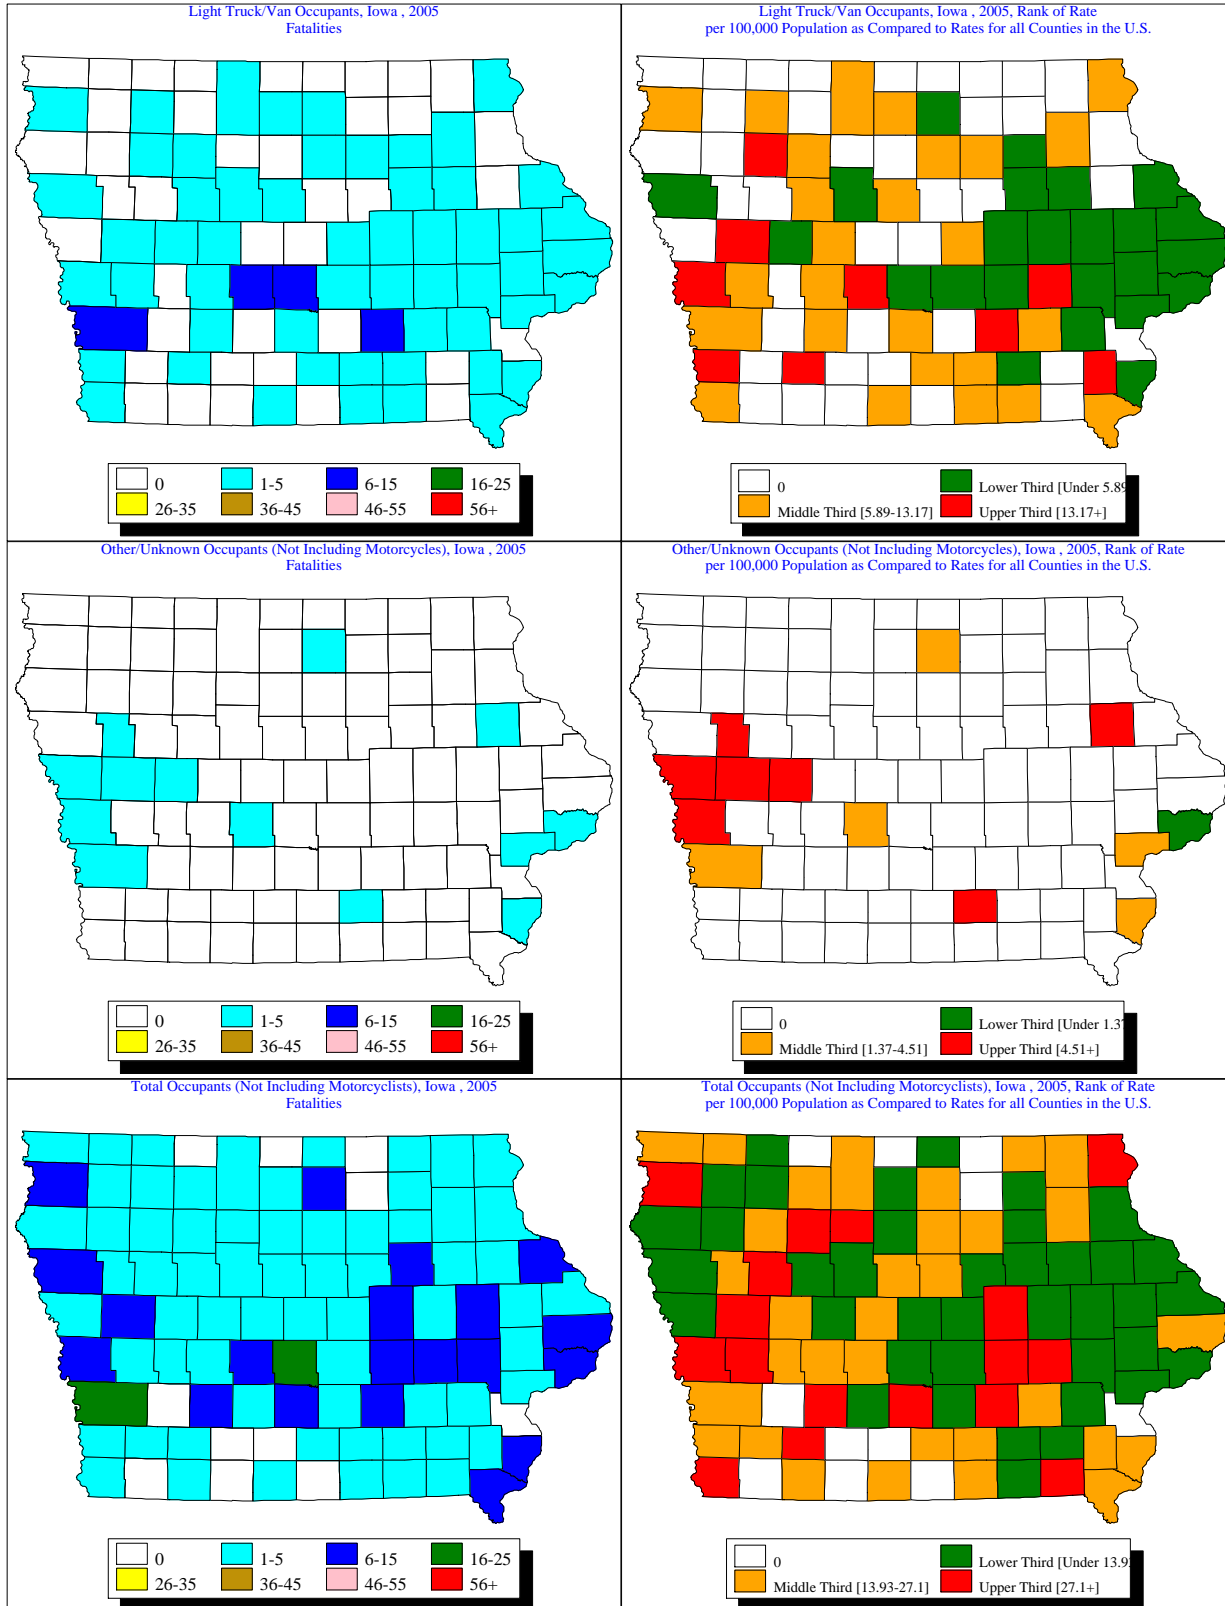 Light Truck/Van Occupants, Iowa , 2005
Fatalities
0
1-5
6-15
16-25
26-35
36-45
46-55
56+
Light Truck/Van Occupants, Iowa , 2005, Rank of Rate
per 100,000 Population as Compared to Rates for all Counties in the U.S.
0
Lower Third [Under 5.89
Middle Third [5.89-13.17]
Upper Third [13.17+]
Other/Unknown Occupants (Not Including Motorcycles), Iowa , 2005
Fatalities
0
1-5
6-15
16-25
26-35
36-45
46-55
56+
Other/Unknown Occupants (Not Including Motorcycles), Iowa , 2005, Rank of Rate
per 100,000 Population as Compared to Rates for all Counties in the U.S.
0
Lower Third [Under 1.37
Middle Third [1.37-4.51]
Upper Third [4.51+]
Total Occupants (Not Including Motorcyclists), Iowa , 2005
Fatalities
0
1-5
6-15
16-25
26-35
36-45
46-55
56+
Total Occupants (Not Including Motorcyclists), Iowa , 2005, Rank of Rate
per 100,000 Population as Compared to Rates for all Counties in the U.S.
0
Lower Third [Under 13.9
Middle Third [13.93-27.1]
Upper Third [27.1+]